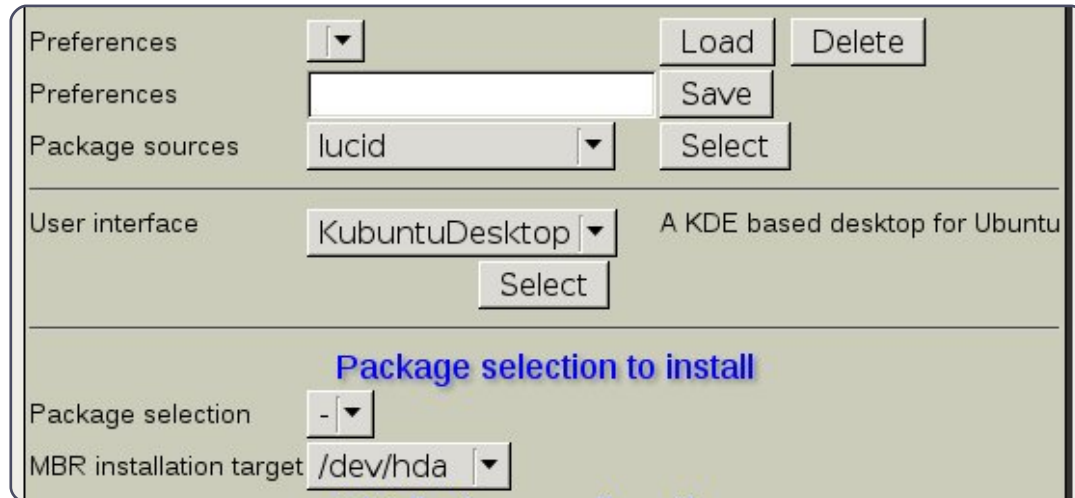 Preferences Load Delete
Preferences Save
Package sources lucid Select
User interface KubuntuDesktop A KDE based desktop for Ubuntu
Select
Package selection to install
Package selection -
MBR installation target /dev/hda